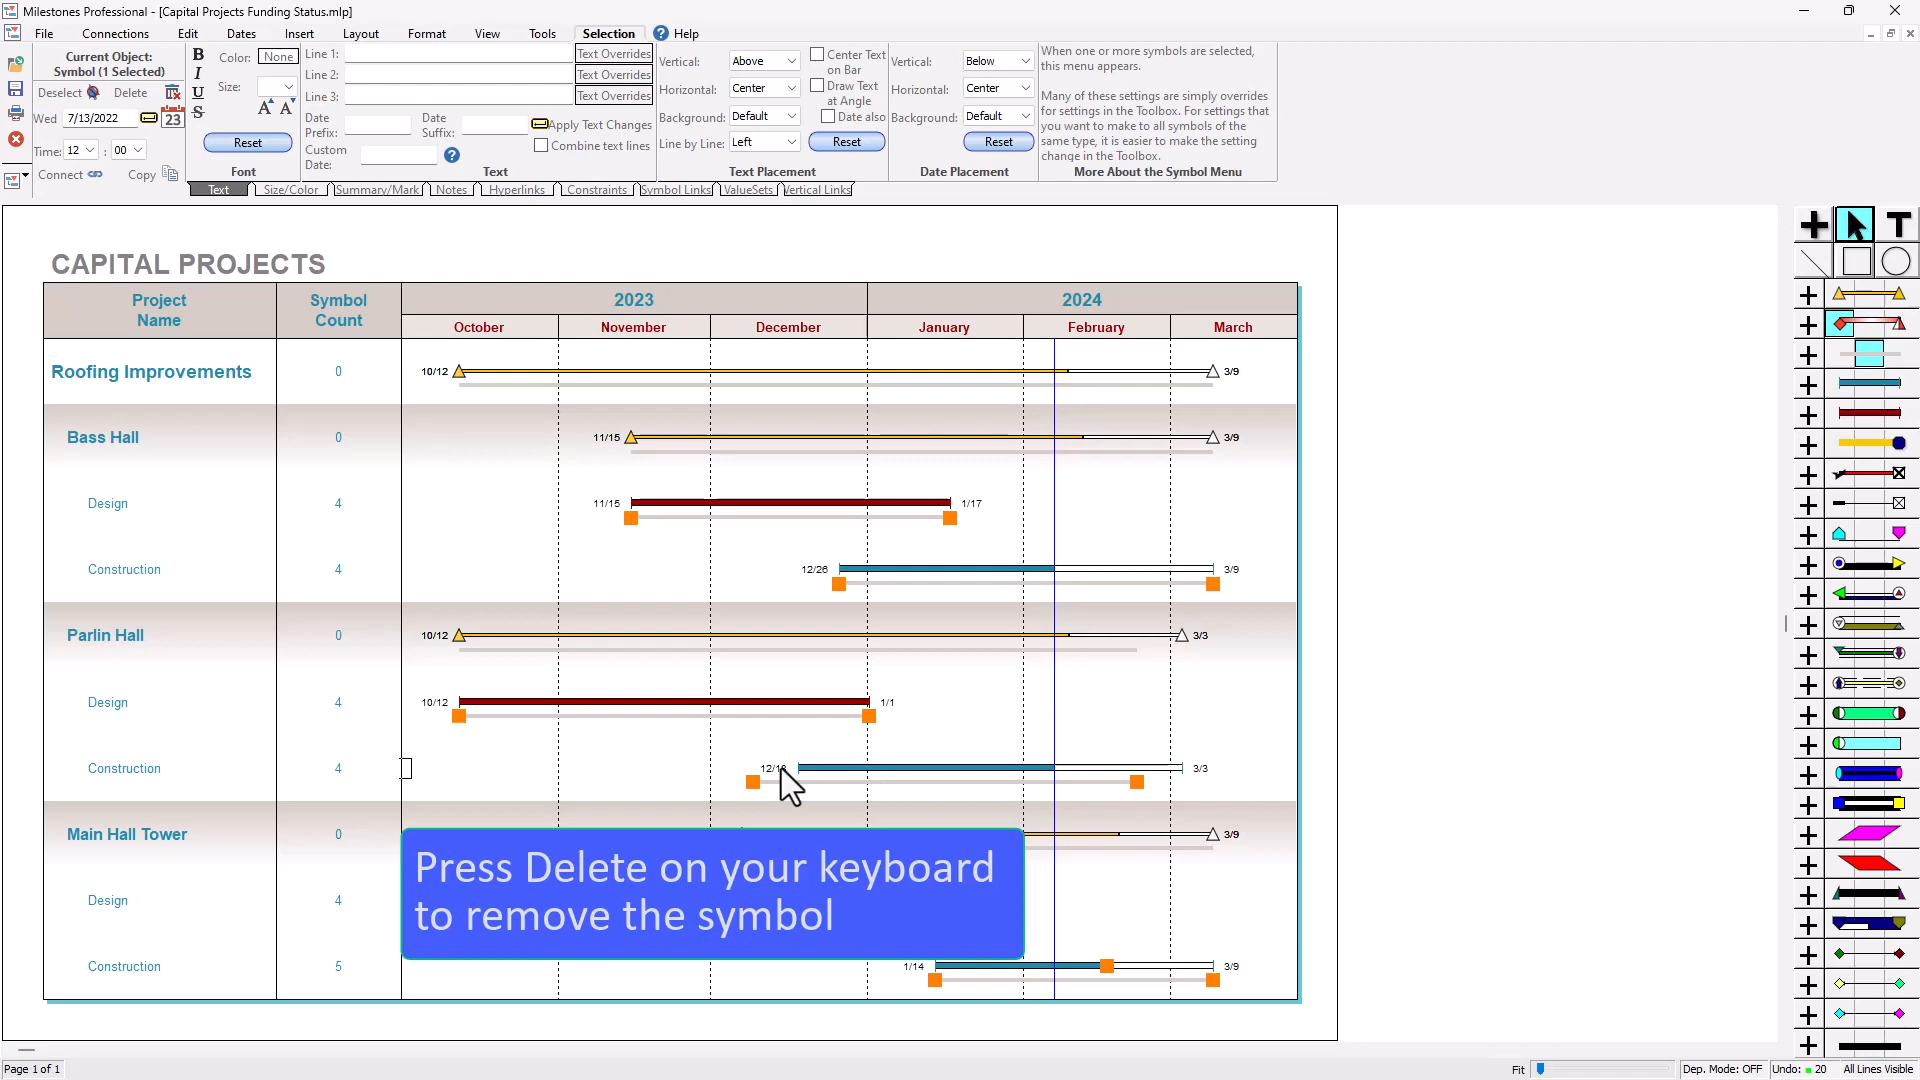 Milestones Professional - [Capital Projects Funding Status.mlp]
File Connections Edit Dates Insert Layout Format View Tools Selection ? Help
Current Object:
Symbol (1 Selected)
Deselect Delete
Wed 7/13/2022 23
Time: 12 : 00
Connect Copy
B
I
U
S
Color: None
Size:
A A
Reset
Font
Line 1: Text Overrides
Line 2: Text Overrides
Line 3: Text Overrides
Date Prefix: Date Suffix: Apply Text Changes
Custom Date: ? Combine text lines
Text
Vertical: Above
Horizontal: Center
Background: Default
Line by Line: Left
Center Text on Bar
Draw Text at Angle
Date also
Reset
Text Placement
Vertical: Below
Horizontal: Center
Background: Default
Reset
Date Placement
When one or more symbols are selected,
this menu appears.
Many of these settings are simply overrides
for settings in the Toolbox. For settings that
you want to make to all symbols of the
same type, it is easier to make the setting
change in the Toolbox.
More About the Symbol Menu
Text Size/Color Summary/Mark Notes Hyperlinks Constraints Symbol Links ValueSets Vertical Links
T
CAPITAL PROJECTS
Project Name Symbol Count 2023 2024
October November December January February March
Roofing Improvements 0 10/12 3/9
Bass Hall 0 11/15 3/9
Design 4 11/15 1/17
Construction 4 12/26 3/9
Parlin Hall 0 10/12 3/3
Design 4 10/12 1/1
Construction 4 3/3
Main Hall Tower 0 3/9
Design 4
Construction 5 1/14 3/9
Press Delete on your keyboard
to remove the symbol
Page 1 of 1 Fit Dep. Mode: OFF Undo: 20 All Lines Visible